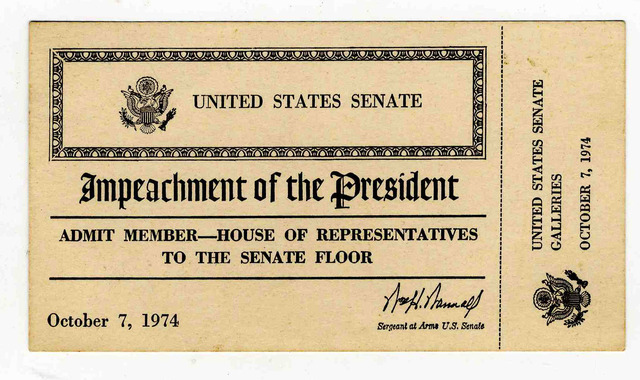 UNITED STATES SENATE
Impeachment of the President
ADMIT MEMBER—HOUSE OF REPRESENTATIVES
TO THE SENATE FLOOR
October 7, 1974
Sergeant at Arms U.S. Senate
UNITED STATES SENATE
GALLERIES
OCTOBER 7, 1974